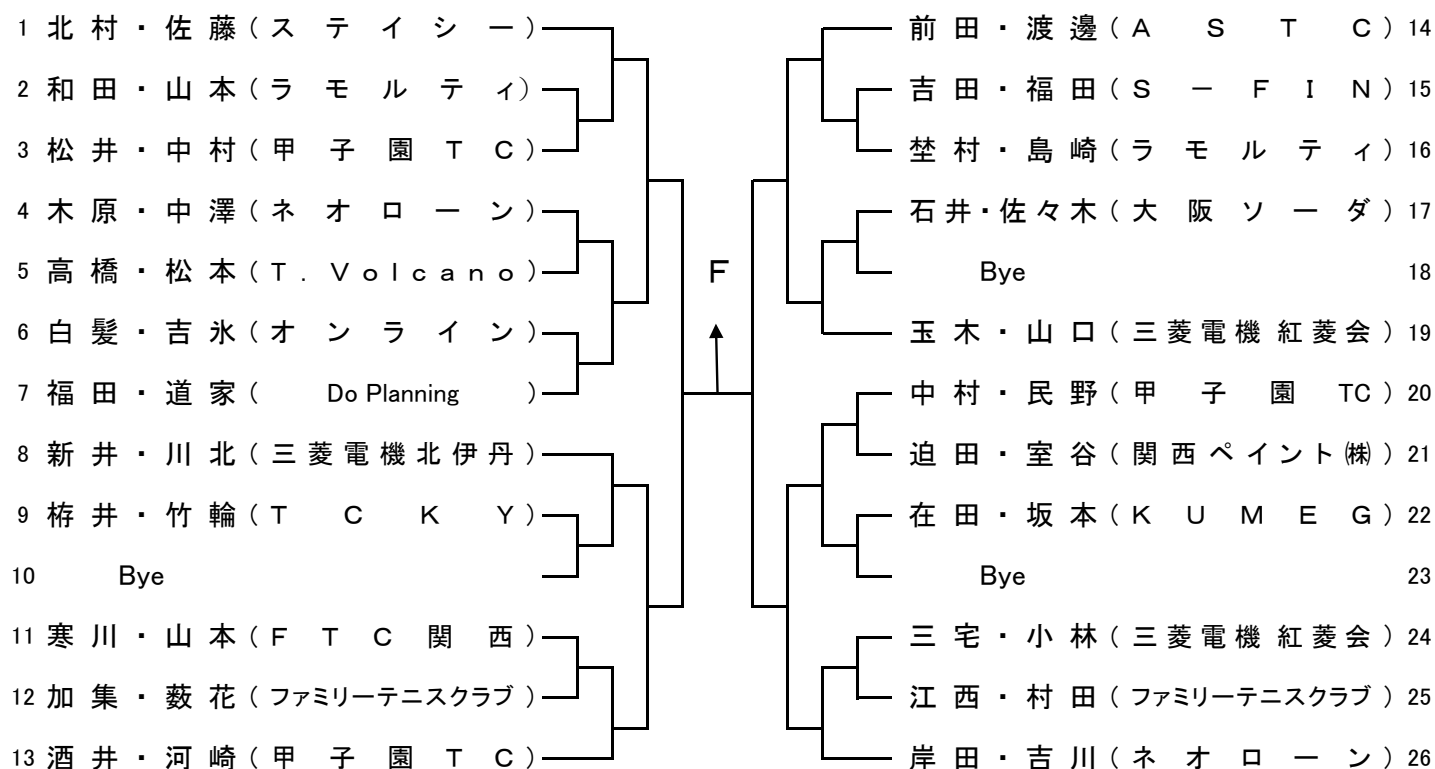 1 北村・佐藤(ステイシー)
2 和田・山本(ラモルティ)
3 松井・中村(甲子園TC)
4 木原・中澤(ネオローン)
5 高橋・松本(T.Volcano)
6 白髪・吉氷(オンライン)
7 福田・道家(Do Planning)
8 新井・川北(三菱電機北伊丹)
9 栫井・竹輪(TCKY)
10 Bye
11 寒川・山本(FTC関西)
12 加集・薮花(ファミリーテニスクラブ)
13 酒井・河崎(甲子園TC)
F
前田・渡邊(ASTC) 14
吉田・福田(S-FIN) 15
埜村・島崎(ラモルティ) 16
石井・佐々木(大阪ソーダ) 17
Bye 18
玉木・山口(三菱電機紅菱会) 19
中村・民野(甲子園TC) 20
迫田・室谷(関西ペイント㈱) 21
在田・坂本(KUMEG) 22
Bye 23
三宅・小林(三菱電機紅菱会) 24
江西・村田(ファミリーテニスクラブ) 25
岸田・吉川(ネオローン) 26